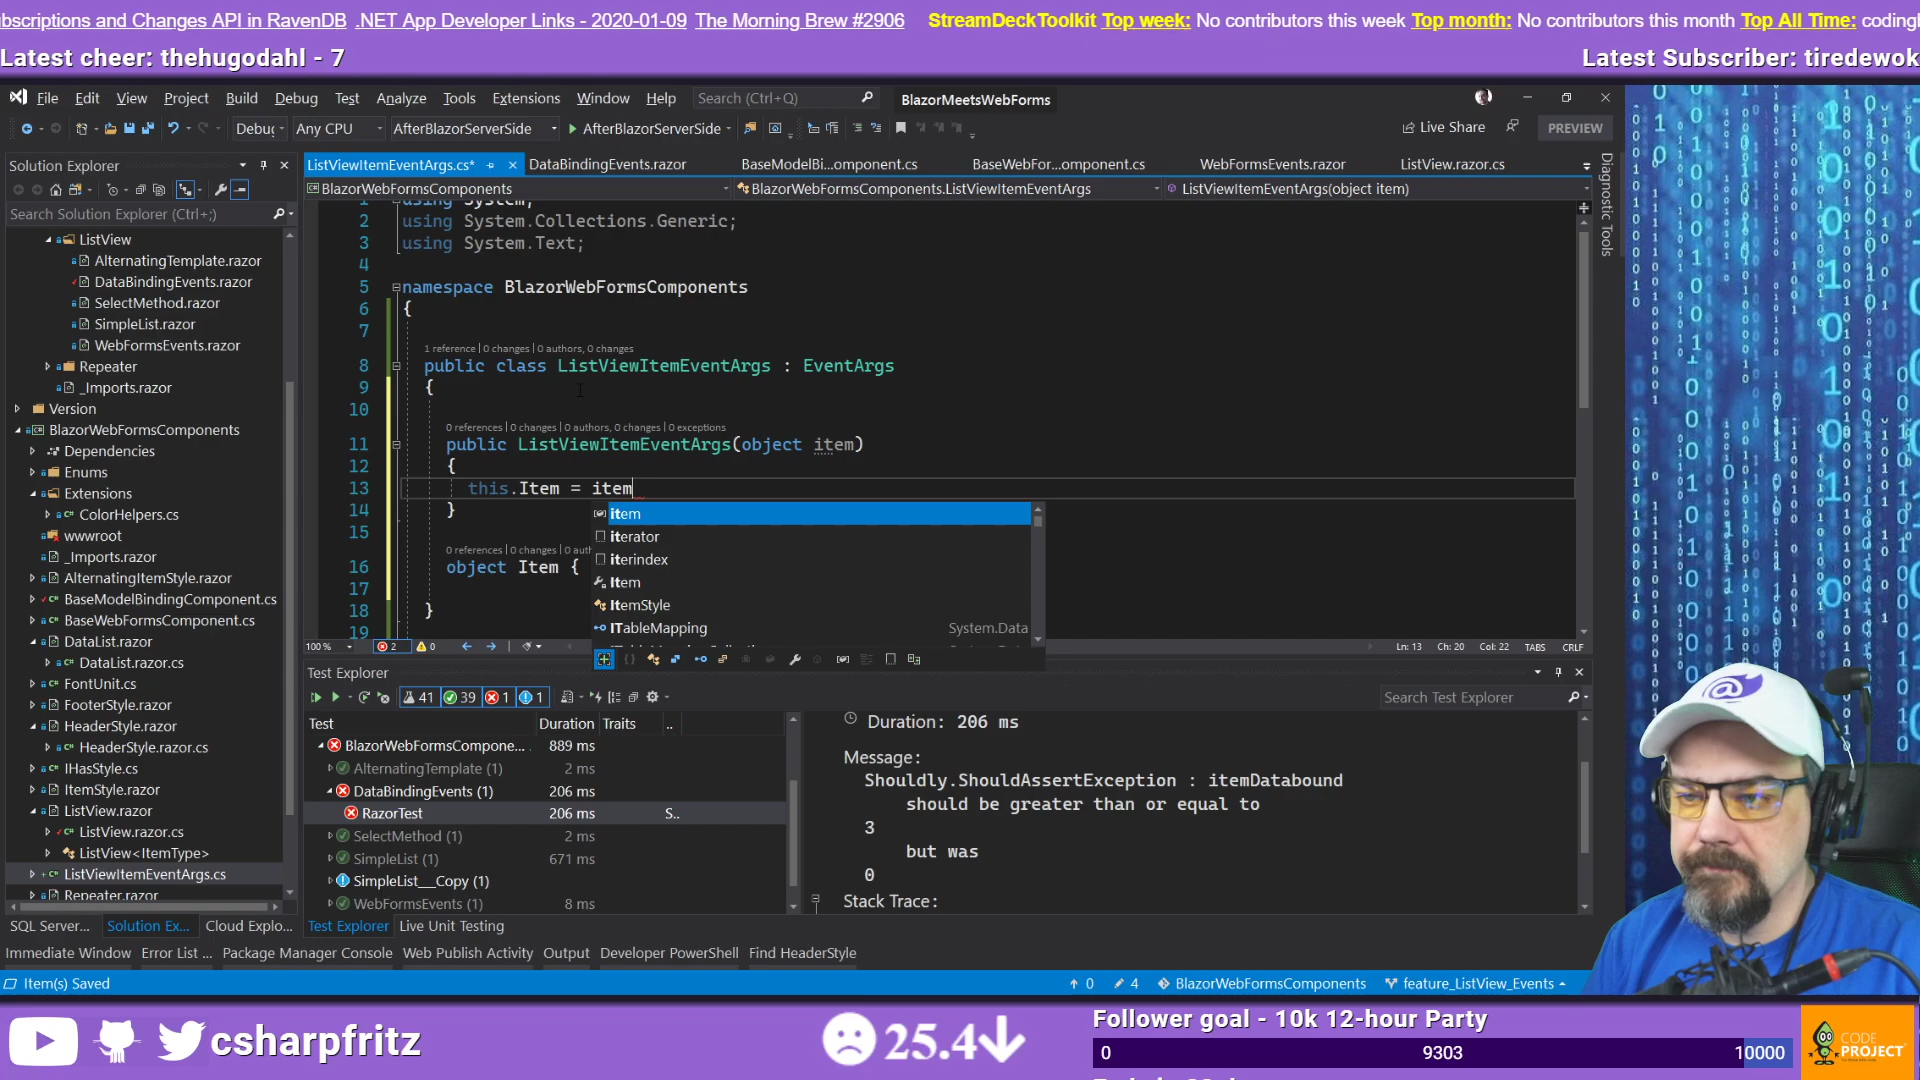 bscriptions and Changes API in RavenDB .NET App Developer Links - 2020-01-09 The Morning Brew #2906 StreamDeckToolkit Top week: No contributors this week Top month: No contributors this month Top All Time: coding
Latest cheer: thehugodahl - 7
Latest Subscriber: tiredewok
File Edit View Project Build Debug Test Analyze Tools Extensions Window Help Search (Ctrl+Q) BlazorMeetsWebForms
Debug Any CPU AfterBlazorServerSide AfterBlazorServerSide Live Share PREVIEW
Solution Explorer
Search Solution Explorer (Ctrl+;)
ListView
AlternatingTemplate.razor
DataBindingEvents.razor
SelectMethod.razor
SimpleList.razor
WebFormsEvents.razor
Repeater
_Imports.razor
Version
BlazorWebFormsComponents
Dependencies
Enums
Extensions
ColorHelpers.cs
wwwroot
_Imports.razor
AlternatingItemStyle.razor
BaseModelBindingComponent.cs
BaseWebFormsComponent.cs
DataList.razor
DataList.razor.cs
FontUnit.cs
FooterStyle.razor
HeaderStyle.razor
HeaderStyle.razor.cs
IHasStyle.cs
ItemStyle.razor
ListView.razor
ListView.razor.cs
ListView<ItemType>
ListViewItemEventArgs.cs
Repeater.razor
SQL Server... Solution Ex... Cloud Explo...
ListViewItemEventArgs.cs* DataBindingEvents.razor BaseModelBi...omponent.cs BaseWebFor...omponent.cs WebFormsEvents.razor ListView.razor.cs
BlazorWebFormsComponents BlazorWebFormsComponents.ListViewItemEventArgs ListViewItemEventArgs(object item)
Diagnostic Tools
1 using System;
2 using System.Collections.Generic;
3 using System.Text;
4
5 namespace BlazorWebFormsComponents
6 {
7
1 reference | 0 changes | 0 authors, 0 changes
8 public class ListViewItemEventArgs : EventArgs
9 {
10
0 references | 0 changes | 0 authors, 0 changes | 0 exceptions
11 public ListViewItemEventArgs(object item)
12 {
13 this.Item = item
14 }
15
0 references | 0 changes | 0 auth
16 object Item {
17
18 }
19
item
iterator
iterindex
Item
ItemStyle
ITableMapping System.Data
100 % 2 0 Ln: 13 Ch: 20 Col: 22 TABS CRLF
Test Explorer
41 39 1 1 Search Test Explorer
Test Duration Traits ..
BlazorWebFormsCompone... 889 ms
AlternatingTemplate (1) 2 ms
DataBindingEvents (1) 206 ms
RazorTest 206 ms S..
SelectMethod (1) 2 ms
SimpleList (1) 671 ms
SimpleList___Copy (1)
WebFormsEvents (1) 8 ms
Duration: 206 ms
Message:
Shouldly.ShouldAssertException : itemDatabound
should be greater than or equal to
3
but was
0
Stack Trace:
Test Explorer Live Unit Testing
Immediate Window Error List ... Package Manager Console Web Publish Activity Output Developer PowerShell Find HeaderStyle
Item(s) Saved 0 4 BlazorWebFormsComponents feature_ListView_Events
csharpfritz
25.4
Follower goal - 10k 12-hour Party
0 9303 10000
CODE PROJECT